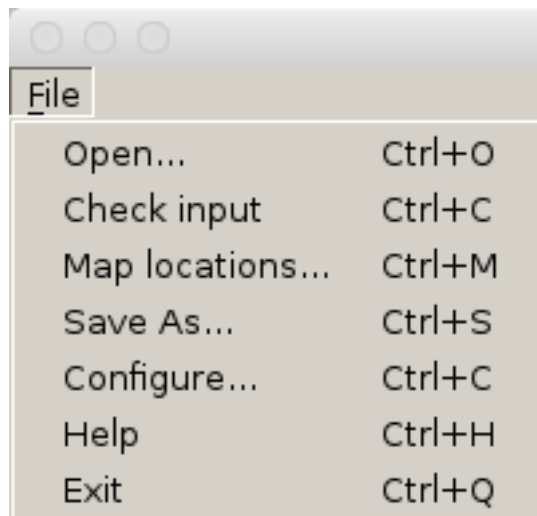 File
Open... Ctrl+O
Check input Ctrl+C
Map locations... Ctrl+M
Save As... Ctrl+S
Configure... Ctrl+C
Help Ctrl+H
Exit Ctrl+Q